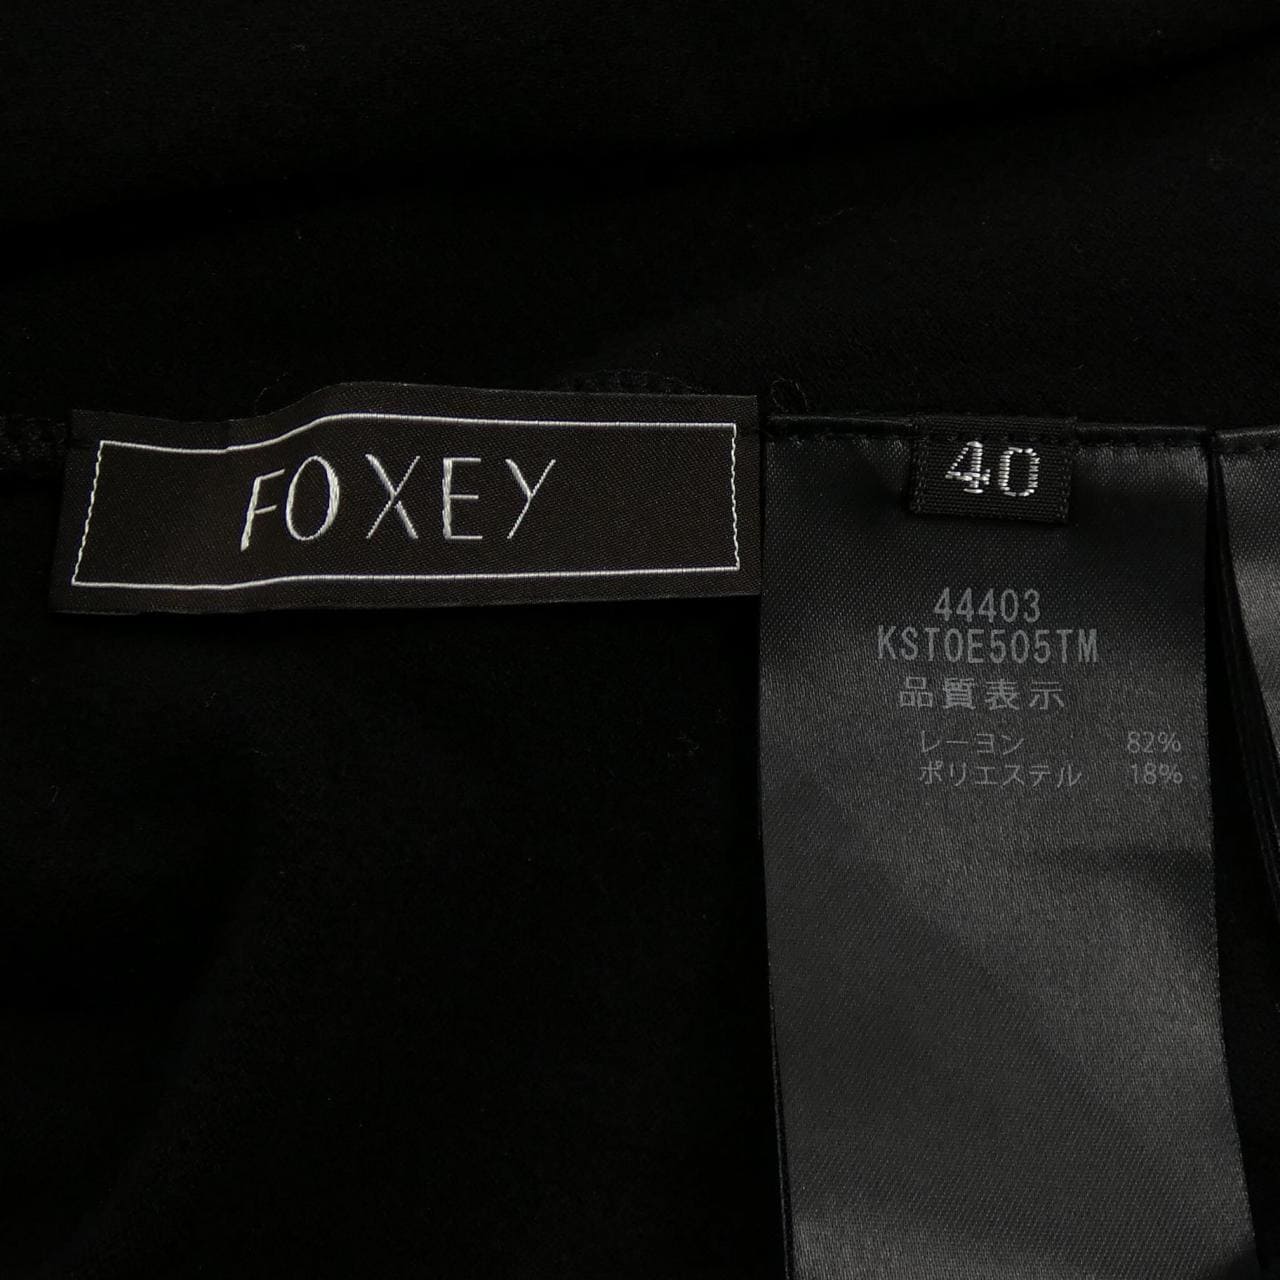 FOXEY
40
44403
KSTOE505TM
品質表示
レーヨン 82%
ポリエステル 18%